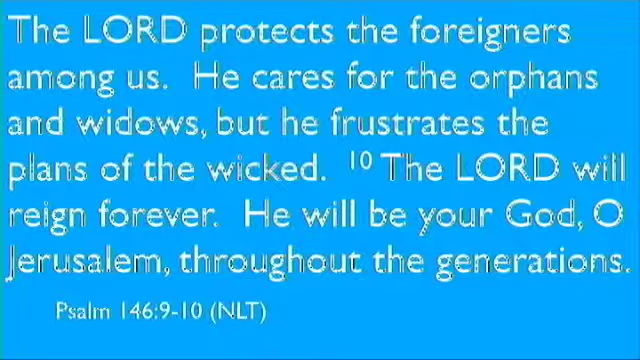 The LORD protects the foreigners
among us. He cares for the orphans
and widows, but he frustrates the
plans of the wicked. ¹⁰ The LORD will
reign forever. He will be your God, O
Jerusalem, throughout the generations.
Psalm 146:9-10 (NLT)